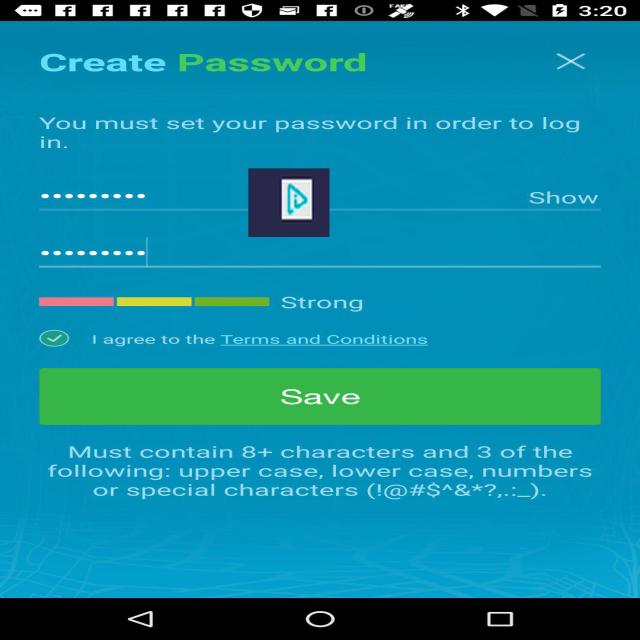 3:20
Create Password
You must set your password in order to log
in.
Show
Strong
I agree to the Terms and Conditions
Save
Must contain 8+ characters and 3 of the
following: upper case, lower case, numbers
or special characters (!@#$^&*?,.:_).